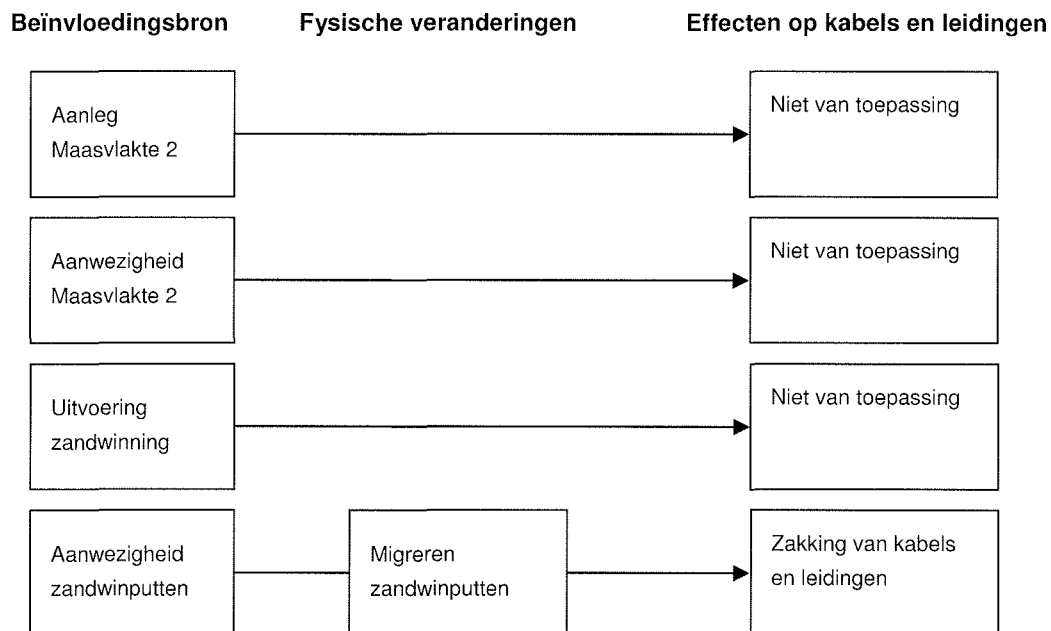 Beïnvloedingsbron Fysische veranderingen Effecten op kabels en leidingen
Aanleg
Maasvlakte 2
Niet van toepassing
Aanwezigheid
Maasvlakte 2
Niet van toepassing
Uitvoering
zandwinning
Niet van toepassing
Aanwezigheid
zandwinputten
Migreren
zandwinputten
Zakking van kabels
en leidingen